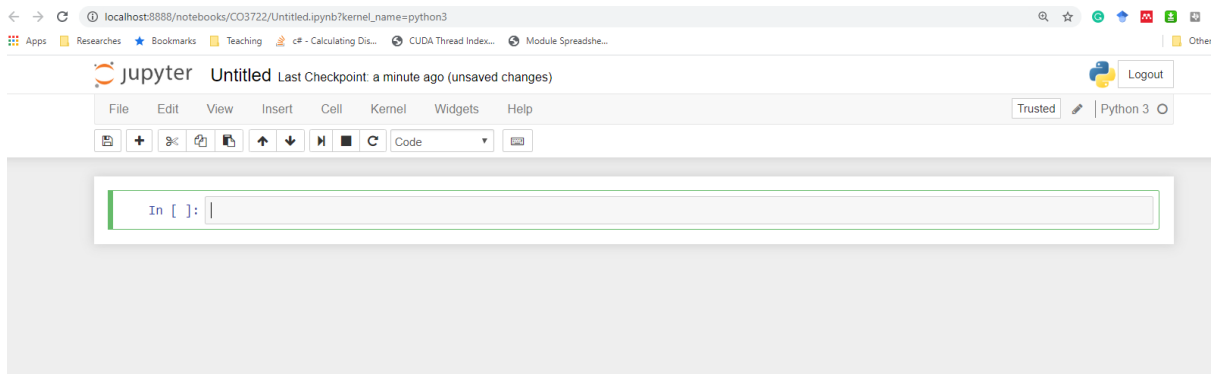 localhost:8888/notebooks/CO3722/Untitled.ipynb?kernel_name=python3
Apps Researches Bookmarks Teaching c# - Calculating Dis... CUDA Thread Index... Module Spreadshe... Other
jupyter Untitled Last Checkpoint: a minute ago (unsaved changes) Logout
File Edit View Insert Cell Kernel Widgets Help Trusted Python 3
Code
In [ ]: